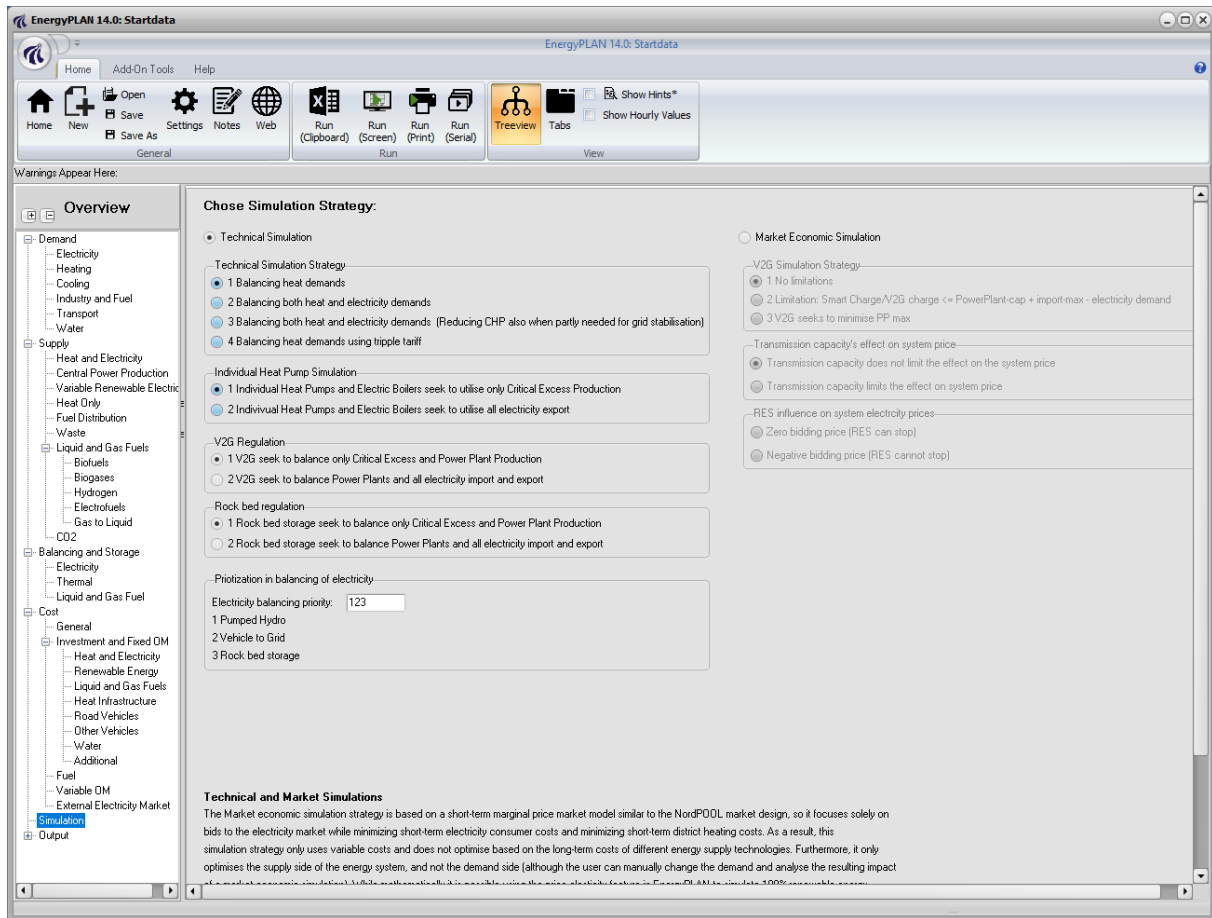 EnergyPLAN 14.0: Startdata
EnergyPLAN 14.0: Startdata
Home Add-On Tools Help
Home
New
Open
Save
Save As
Settings
Notes
Web
General
Run (Clipboard)
Run (Screen)
Run (Print)
Run (Serial)
Run
Treeview
Tabs
Show Hints*
Show Hourly Values
View
Warnings Appear Here:
Overview
Demand
Electricity
Heating
Cooling
Industry and Fuel
Transport
Water
Supply
Heat and Electricity
Central Power Production
Variable Renewable Electric
Heat Only
Fuel Distribution
Waste
Liquid and Gas Fuels
Biofuels
Biogases
Hydrogen
Electrofuels
Gas to Liquid
CO2
Balancing and Storage
Electricity
Thermal
Liquid and Gas Fuel
Cost
General
Investment and Fixed OM
Heat and Electricity
Renewable Energy
Liquid and Gas Fuels
Heat Infrastructure
Road Vehicles
Other Vehicles
Water
Additional
Fuel
Variable OM
External Electricity Market
Simulation
Output
Chose Simulation Strategy:
Technical Simulation
Technical Simulation Strategy
1 Balancing heat demands
2 Balancing both heat and electricity demands
3 Balancing both heat and electricity demands (Reducing CHP also when partly needed for grid stabilisation)
4 Balancing heat demands using tripple tariff
Individual Heat Pump Simulation
1 Individual Heat Pumps and Electric Boilers seek to utilise only Critical Excess Production
2 Indivvual Heat Pumps and Electric Boilers seek to utilise all electricity export
V2G Regulation
1 V2G seek to balance only Critical Excess and Power Plant Production
2 V2G seek to balance Power Plants and all electricity import and export
Rock bed regulation
1 Rock bed storage seek to balance only Critical Excess and Power Plant Production
2 Rock bed storage seek to balance Power Plants and all electricity import and export
Priotization in balancing of electricity
Electricity balancing priority: 123
1 Pumped Hydro
2 Vehicle to Grid
3 Rock bed storage
Market Economic Simulation
V2G Simulation Strategy
1 No limitations
2 Limitation: Smart Charge/V2G charge <= PowerPlant-cap + import-max - electricity demand
3 V2G seeks to minimise PP max
Transmission capacity's effect on system price
Transmission capacity does not limit the effect on the system price
Transmission capacity limits the effect on system price
RES influence on system electrcity prices
Zero bidding price (RES can stop)
Negative bidding price (RES cannot stop)
Technical and Market Simulations
The Market economic simulation strategy is based on a short-term marginal price market model similar to the NordPOOL market design, so it focuses solely on
bids to the electricity market while minimizing short-term electricity consumer costs and minimizing short-term district heating costs. As a result, this
simulation strategy only uses variable costs and does not optimise based on the long-term costs of different energy supply technologies. Furthermore, it only
optimises the supply side of the energy system, and not the demand side (although the user can manually change the demand and analyse the resulting impact